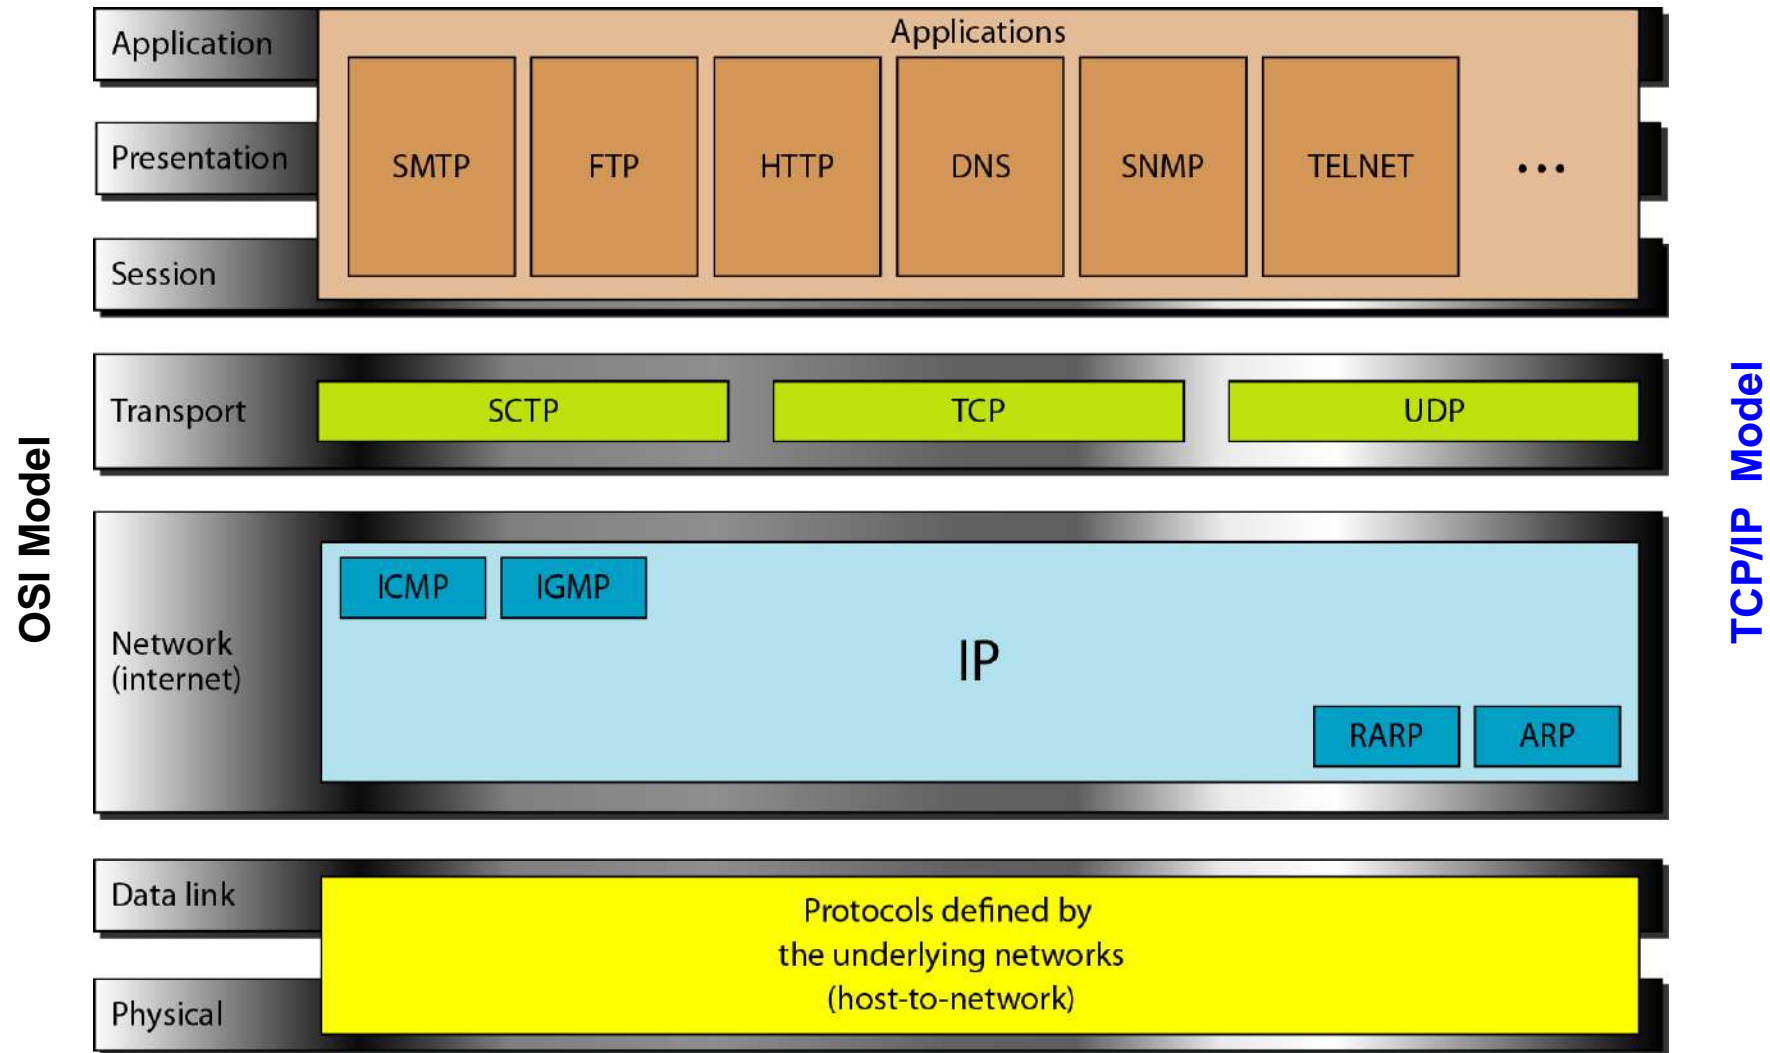 OSI Model
TCP/IP Model
Application
Applications
Presentation
SMTP
FTP
HTTP
DNS
SNMP
TELNET
...
Session
Transport
SCTP
TCP
UDP
Network
(internet)
ICMP
IGMP
IP
RARP
ARP
Data link
Protocols defined by
the underlying networks
(host-to-network)
Physical